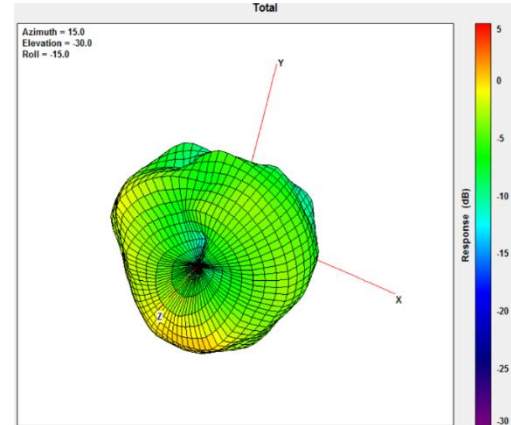 Total
Azimuth = 15.0
Elevation = -30.0
Roll = -15.0
Y
X
Z
5
0
-5
-10
-15
-20
-25
-30
Response (dB)